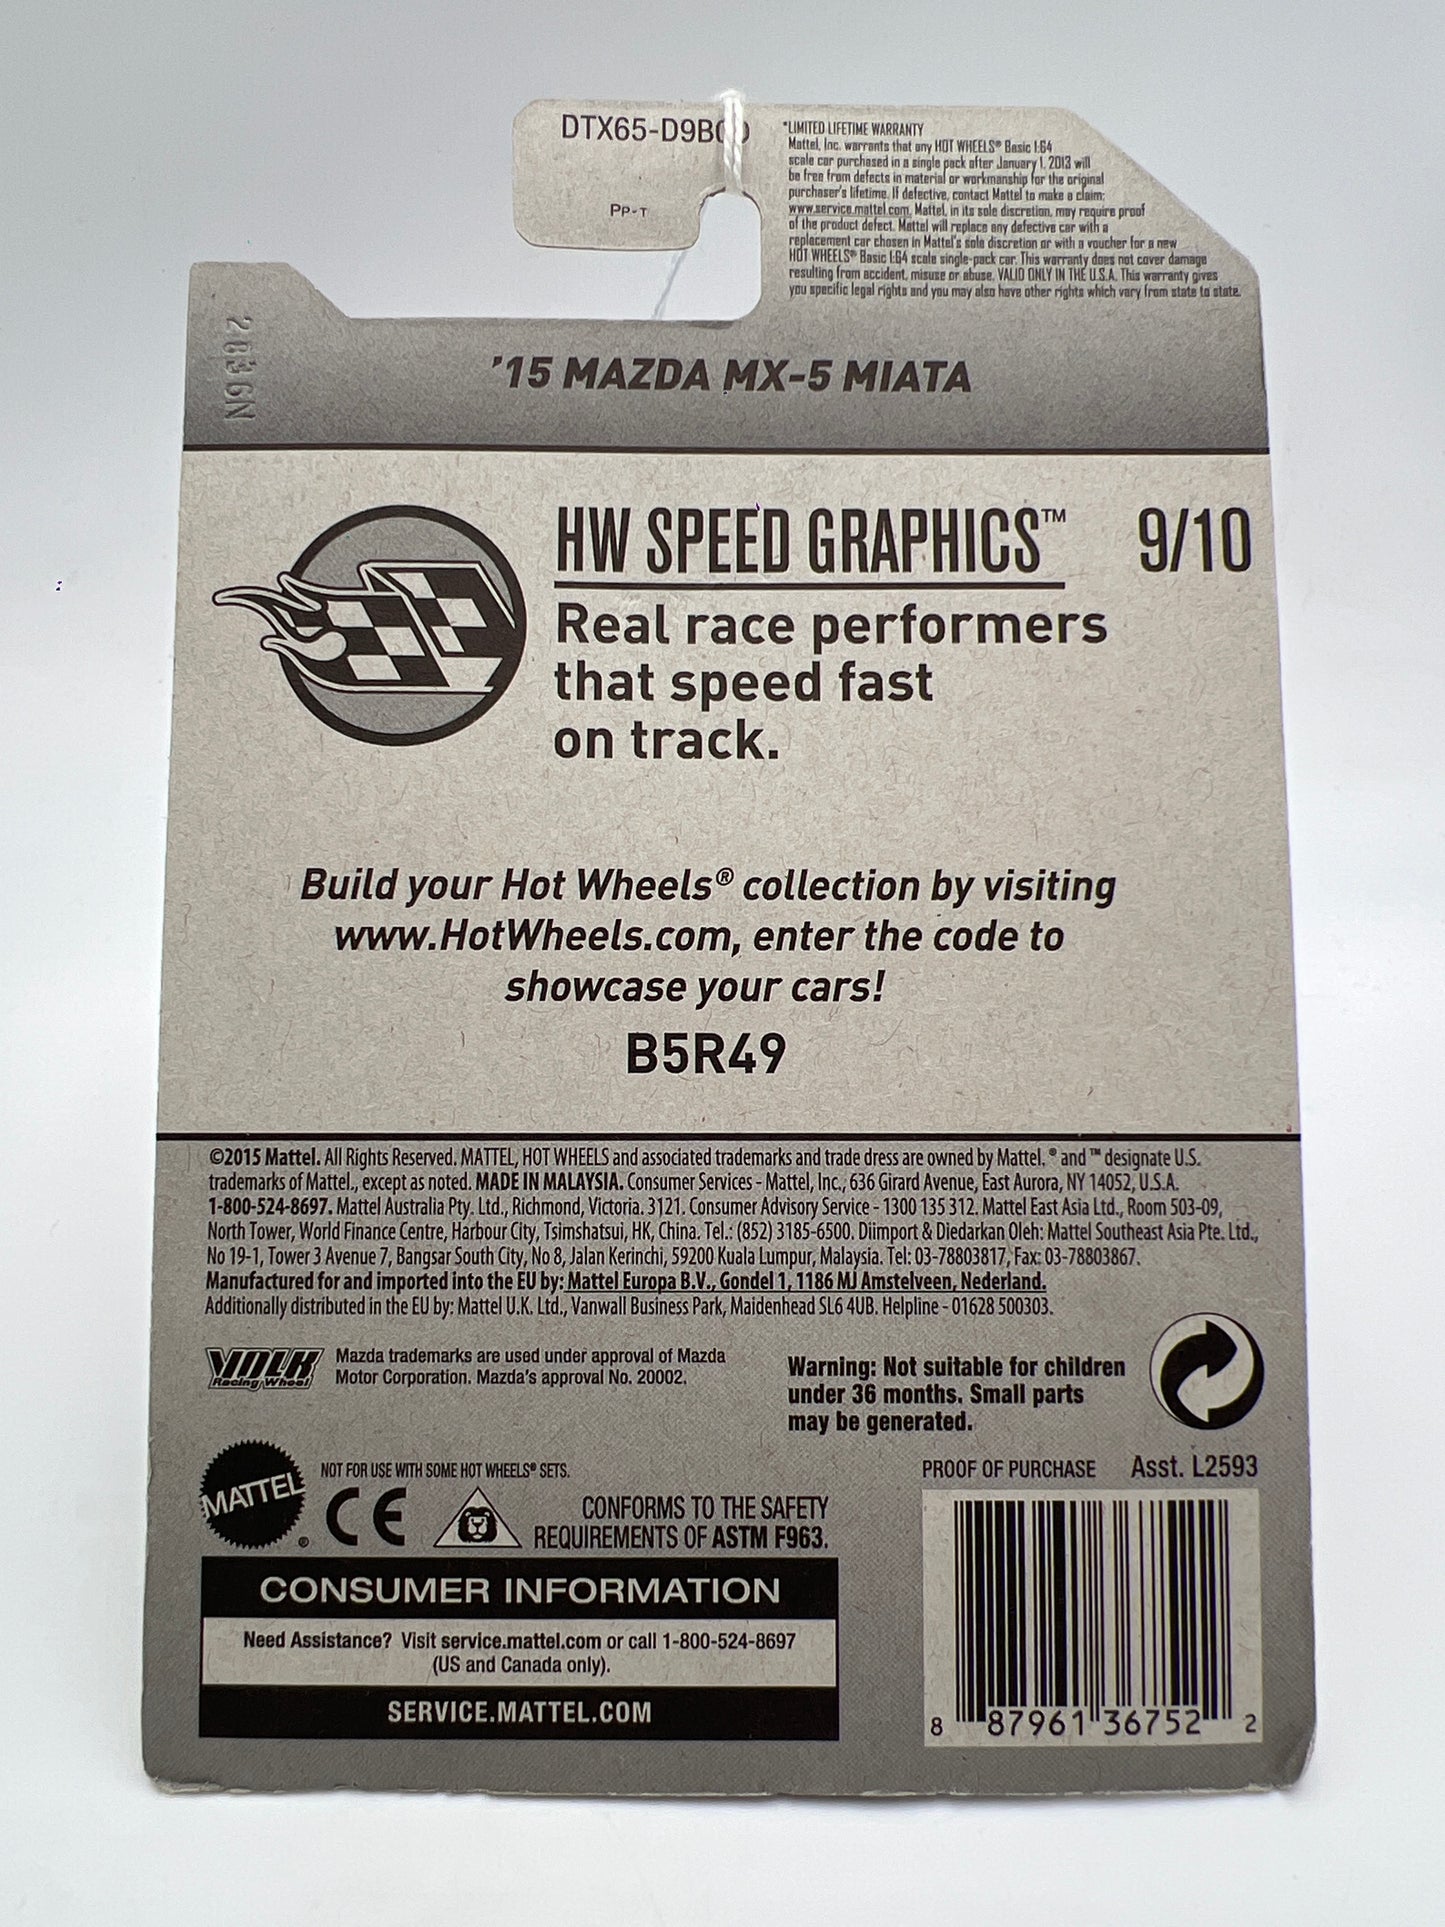 DTX65-D9B
PP-T
*LIMITED LIFETIME WARRANTY
Mattel, Inc. warrants that any HOT WHEELS® Basic 1:64
scale car purchased in a single pack after January 1, 2013 will
be free from defects in material or workmanship for the original
purchaser's lifetime. If defective, contact Mattel to make a claim:
www.service.mattel.com. Mattel, in its sole discretion, may require proof
of the product defect. Mattel will replace any defective car with a
replacement car chosen in Mattel's sole discretion or with a voucher for a new
HOT WHEELS® Basic 1:64 scale single-pack car. This warranty does not cover damage
resulting from accident, misuse or abuse. VALID ONLY IN THE U.S.A. This warranty gives
you specific legal rights and you may also have other rights which vary from state to state.
'15 MAZDA MX-5 MIATA
HW SPEED GRAPHICS™ 9/10
Real race performers
that speed fast
on track.
Build your Hot Wheels® collection by visiting
www.HotWheels.com, enter the code to
showcase your cars!
B5R49
©2015 Mattel. All Rights Reserved. MATTEL, HOT WHEELS and associated trademarks and trade dress are owned by Mattel. ® and ™ designate U.S.
trademarks of Mattel., except as noted. MADE IN MALAYSIA. Consumer Services - Mattel, Inc., 636 Girard Avenue, East Aurora, NY 14052, U.S.A.
1-800-524-8697. Mattel Australia Pty. Ltd., Richmond, Victoria. 3121. Consumer Advisory Service - 1300 135 312. Mattel East Asia Ltd., Room 503-09,
North Tower, World Finance Centre, Harbour City, Tsimshatsui, HK, China. Tel.: (852) 3185-6500. Diimport & Diedarkan Oleh: Mattel Southeast Asia Pte. Ltd.,
No 19-1, Tower 3 Avenue 7, Bangsar South City, No 8, Jalan Kerinchi, 59200 Kuala Lumpur, Malaysia. Tel: 03-78803817, Fax: 03-78803867.
Manufactured for and imported into the EU by: Mattel Europa B.V., Gondel 1, 1186 MJ Amstelveen, Nederland.
Additionally distributed in the EU by: Mattel U.K. Ltd., Vanwall Business Park, Maidenhead SL6 4UB. Helpline - 01628 500303.
VOLK
Racing Wheel
Mazda trademarks are used under approval of Mazda
Motor Corporation. Mazda's approval No. 20002.
Warning: Not suitable for children
under 36 months. Small parts
may be generated.
MATTEL®
NOT FOR USE WITH SOME HOT WHEELS® SETS.
CE
CONFORMS TO THE SAFETY
REQUIREMENTS OF ASTM F963.
PROOF OF PURCHASE Asst. L2593
CONSUMER INFORMATION
Need Assistance? Visit service.mattel.com or call 1-800-524-8697
(US and Canada only).
SERVICE.MATTEL.COM
8 87961 36752 2